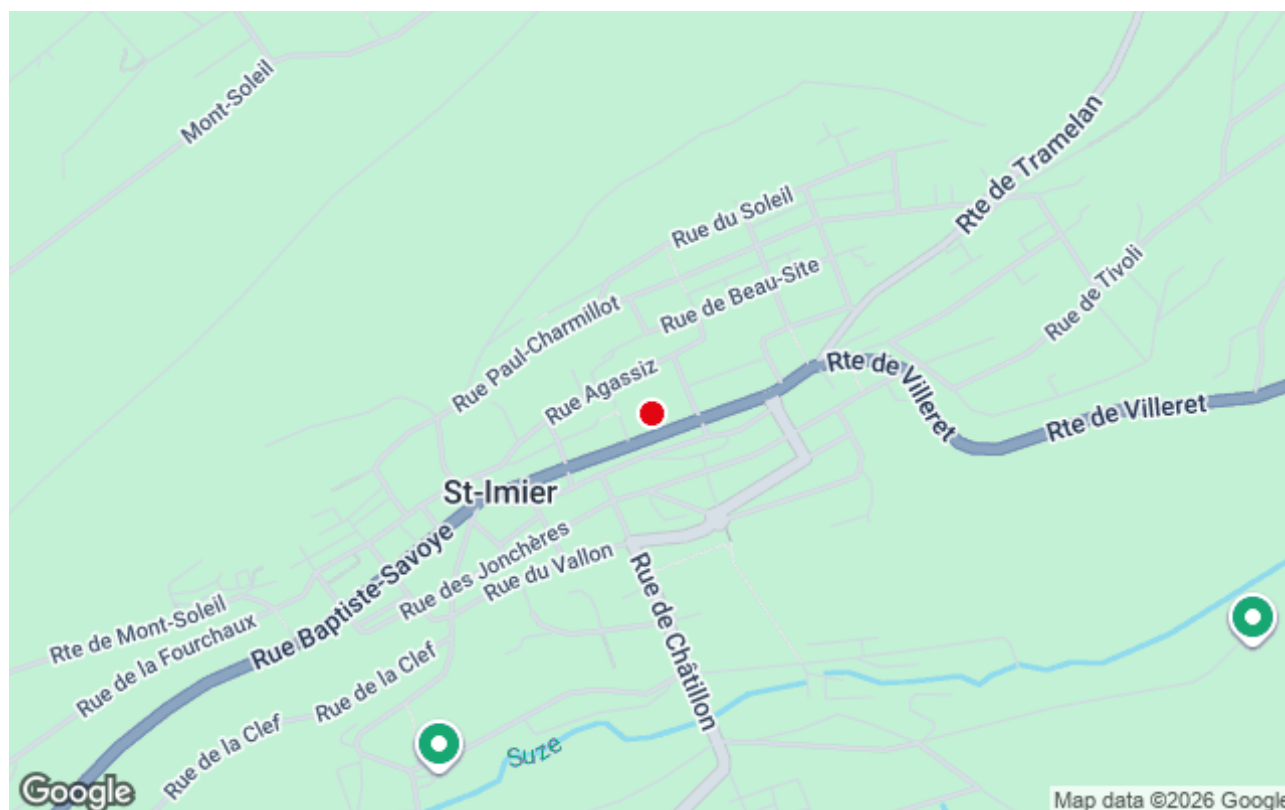 Mont-Soleil
Rte de Tramelan
Rue du Soleil
Rue de Tivoli
Rue de Beau-Site
Rue Paul-Charmillot
Rue Agassiz
Rte de Villeret
Rte de Villeret
St-Imier
Rue des Jonchères
Rue du Vallon
Rue Baptiste-Savoye
Rue de Châtillon
Rte de Mont-Soleil
Rue de la Fourchaux
Rue de la Clef
Rue de la Clef
Suze
Google
Map data ©2026 Google